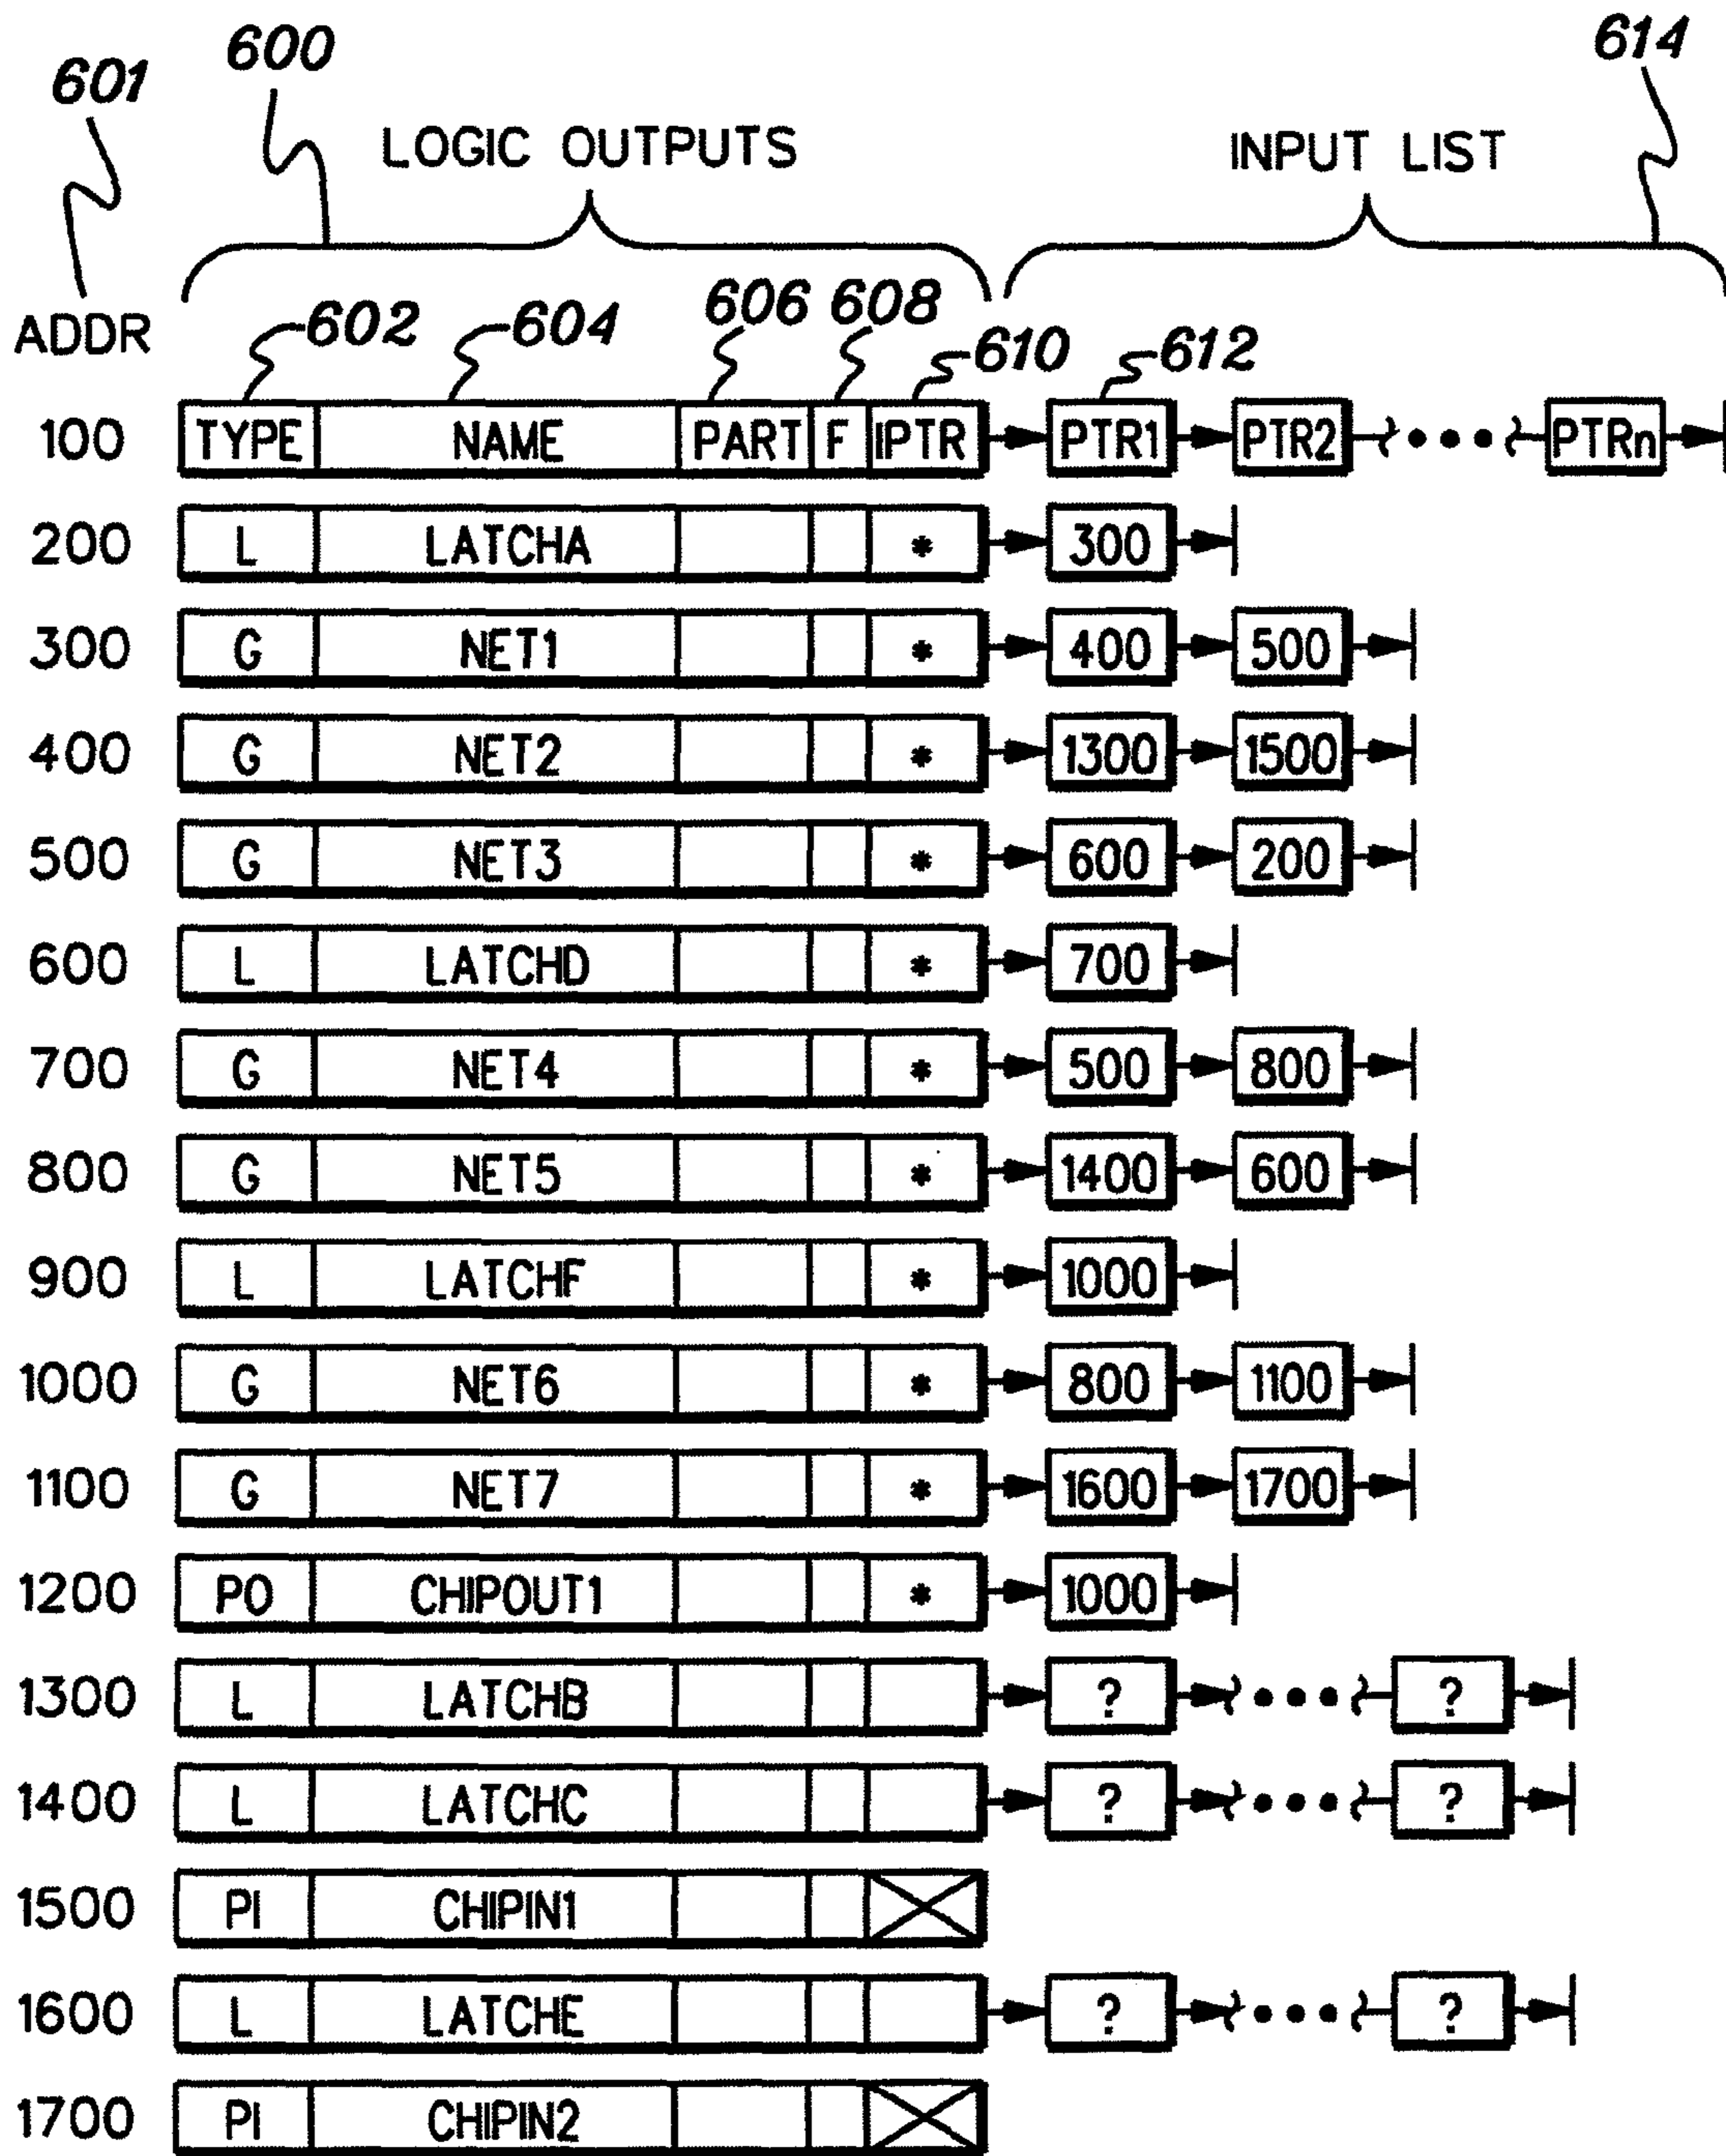 600 614
601
LOGIC OUTPUTS INPUT LIST
606 608
ADDR 602 604 610 612
100 TYPE NAME PART F IPTR PTR1 PTR2 PTRn
200 L LATCHA * 300
300 G NET1 * 400 500
400 G NET2 * 1300 1500
500 G NET3 * 600 200
600 L LATCHD * 700
700 G NET4 * 500 800
800 G NET5 * 1400 600
900 L LATCHF * 1000
1000 G NET6 * 800 1100
1100 G NET7 * 1600 1700
1200 PO CHIPOUT1 * 1000
1300 L LATCHB ? ?
1400 L LATCHC ? ?
1500 PI CHIPIN1
1600 L LATCHE ? ?
1700 PI CHIPIN2